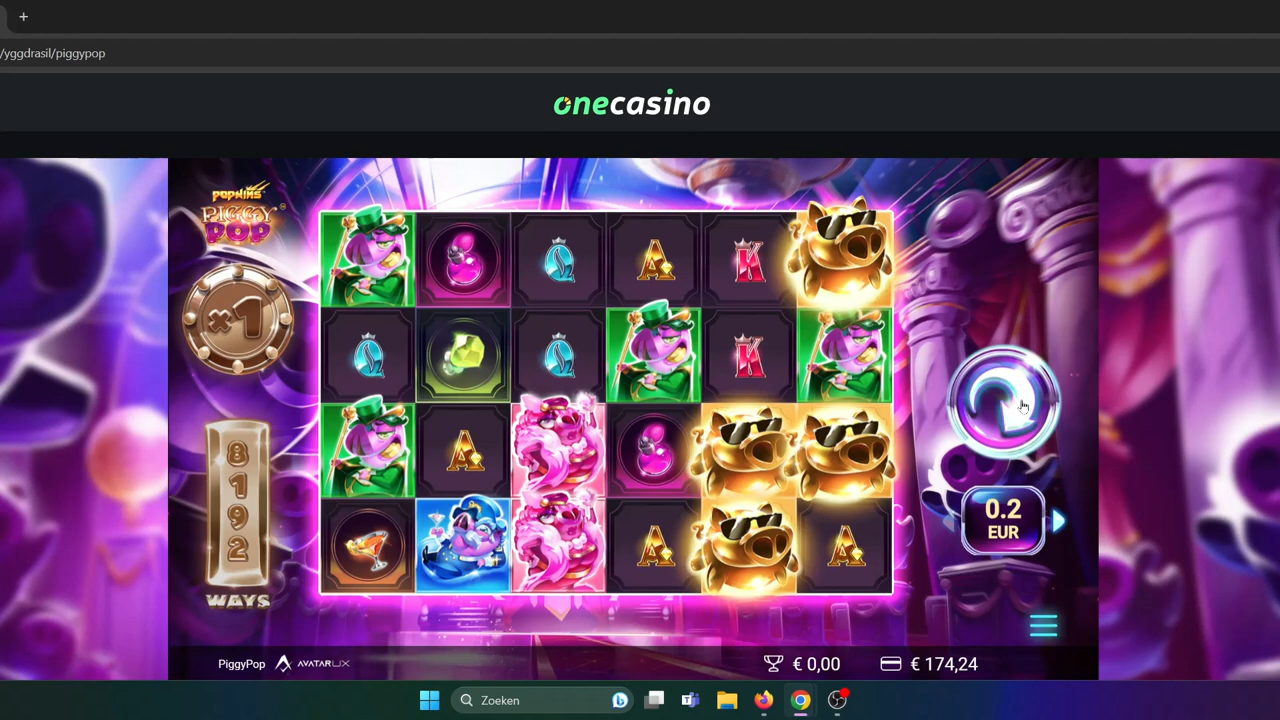 +
/yggdrasil/piggypop
onecasino
POPWINS
PIGGY
POP
x1
A
K
A
A
A
K
8
1
9
2
WAYS
0.2
EUR
PiggyPop AVATARUX € 0,00 € 174,24
Zoeken